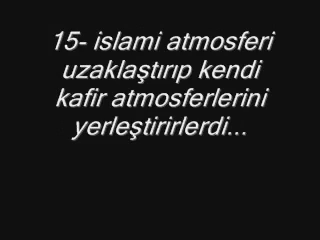 15- islami atmosferi
uzaklaştırıp kendi
kafir atmosferlerini
yerleştirirlerdi...